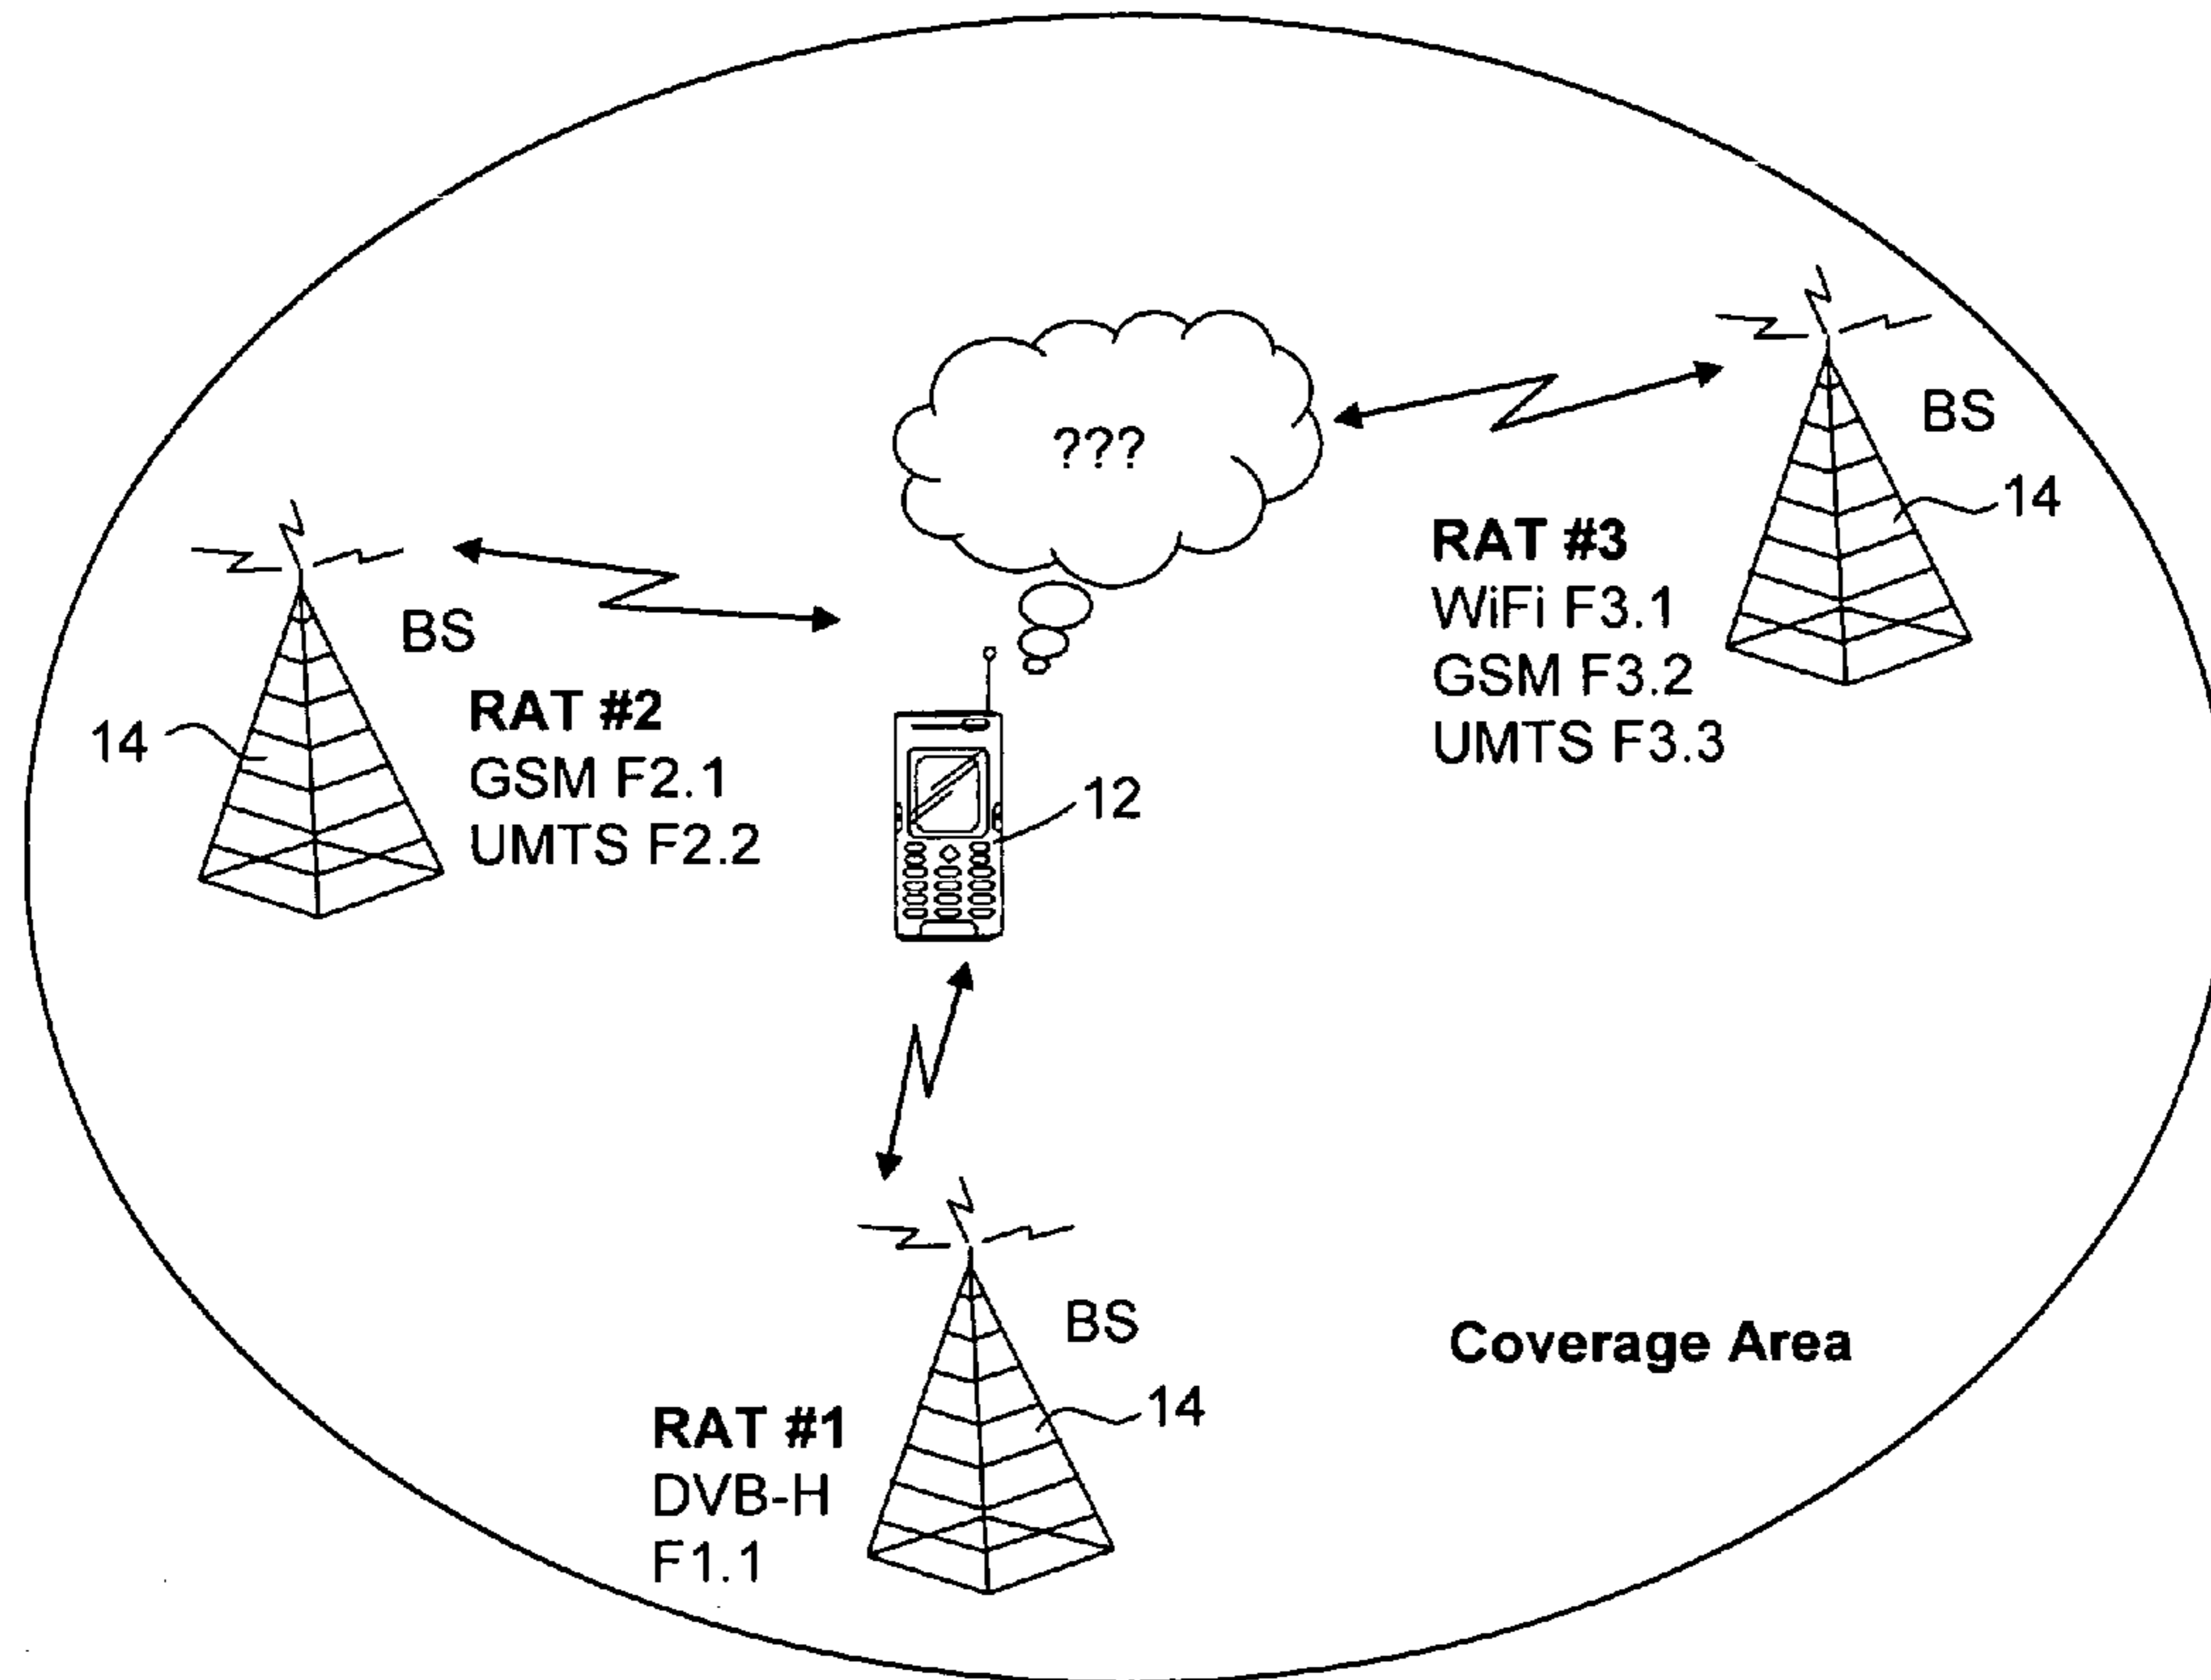 ???
BS
14
RAT #3
WiFi F3.1
GSM F3.2
UMTS F3.3
BS
14
RAT #2
GSM F2.1
UMTS F2.2
12
BS
14
RAT #1
DVB-H
F1.1
Coverage Area